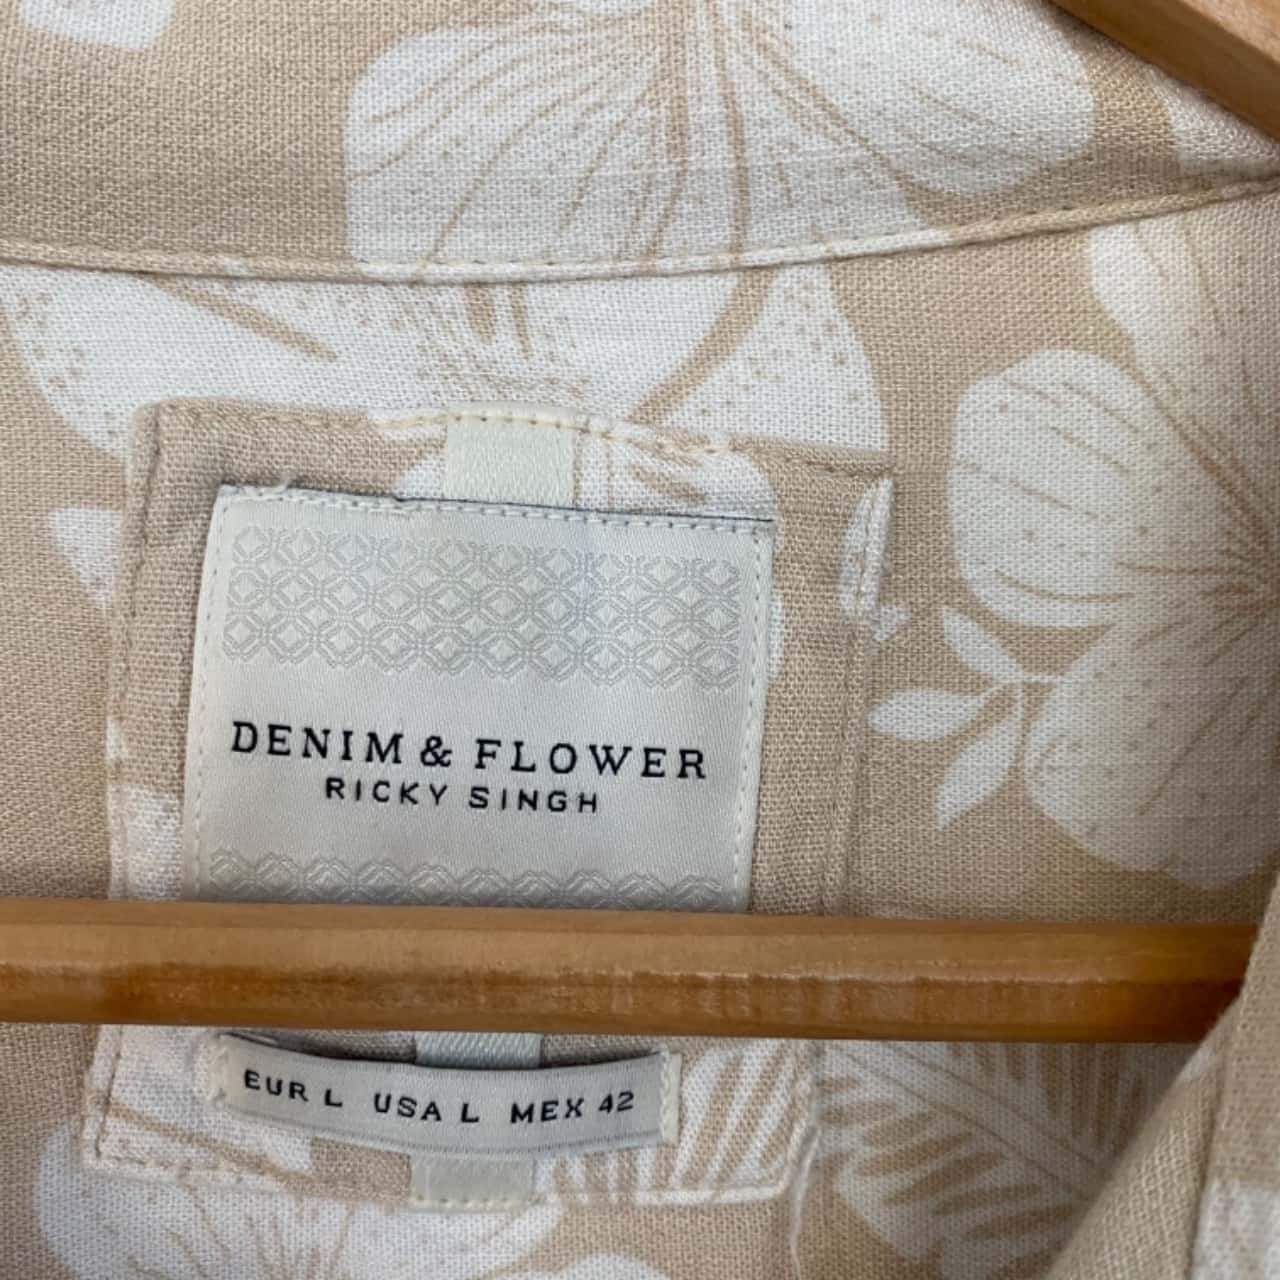 DENIM & FLOWER
RICKY SINGH
EUR L USA L MEX 42